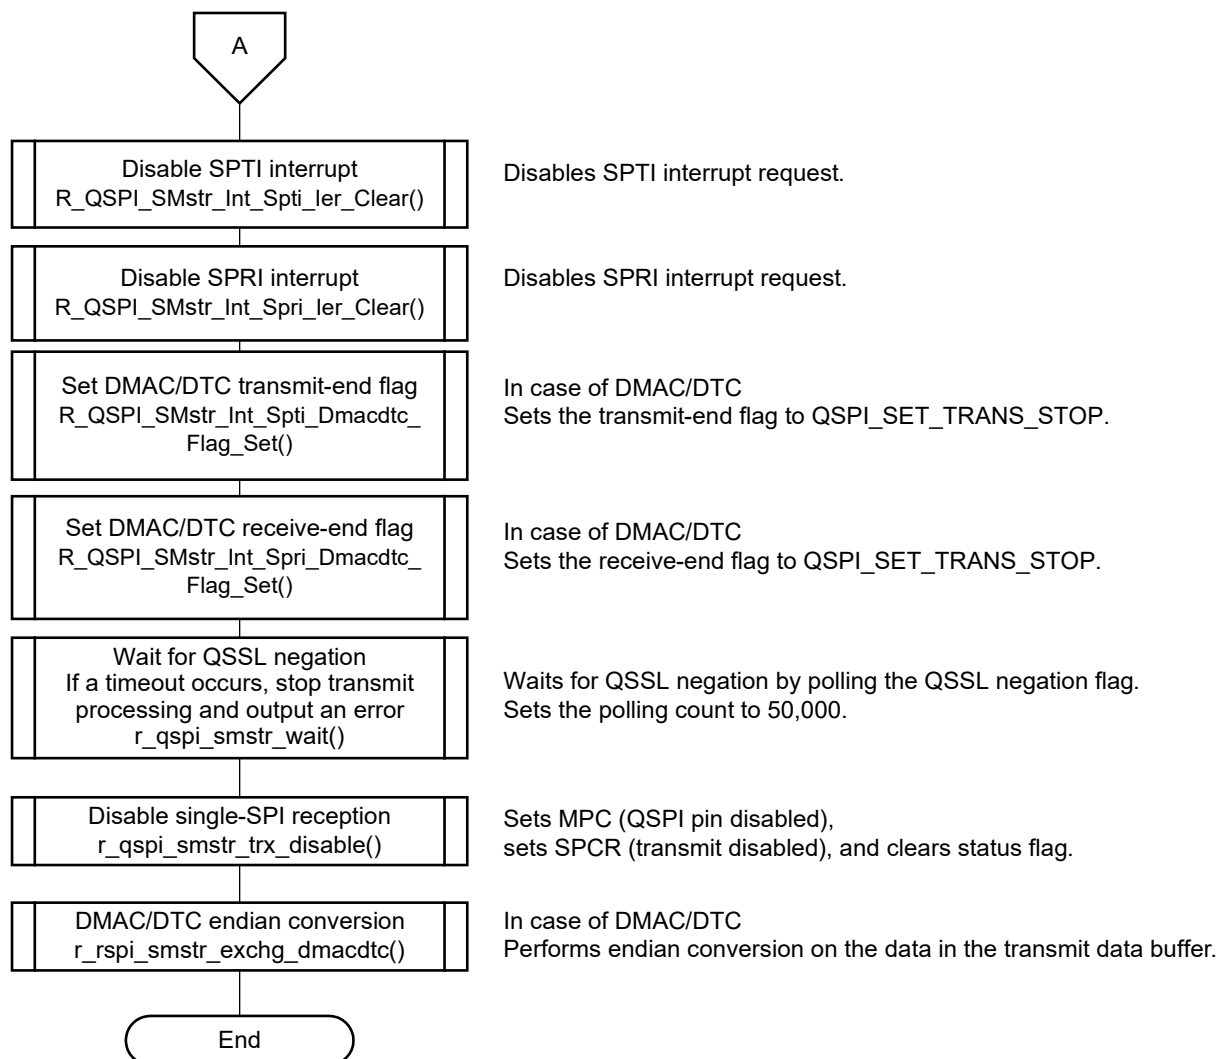 A
Disable SPTI interrupt
R_QSPI_SMstr_Int_Spti_Ier_Clear()
Disables SPTI interrupt request.
Disable SPRI interrupt
R_QSPI_SMstr_Int_Spri_Ier_Clear()
Disables SPRI interrupt request.
Set DMAC/DTC transmit-end flag
R_QSPI_SMstr_Int_Spti_Dmacdtc_
Flag_Set()
In case of DMAC/DTC
Sets the transmit-end flag to QSPI_SET_TRANS_STOP.
Set DMAC/DTC receive-end flag
R_QSPI_SMstr_Int_Spri_Dmacdtc_
Flag_Set()
In case of DMAC/DTC
Sets the receive-end flag to QSPI_SET_TRANS_STOP.
Wait for QSSL negation
If a timeout occurs, stop transmit
processing and output an error
r_qspi_smstr_wait()
Waits for QSSL negation by polling the QSSL negation flag.
Sets the polling count to 50,000.
Disable single-SPI reception
r_qspi_smstr_trx_disable()
Sets MPC (QSPI pin disabled),
sets SPCR (transmit disabled), and clears status flag.
DMAC/DTC endian conversion
r_rspi_smstr_exchg_dmacdtc()
In case of DMAC/DTC
Performs endian conversion on the data in the transmit data buffer.
End